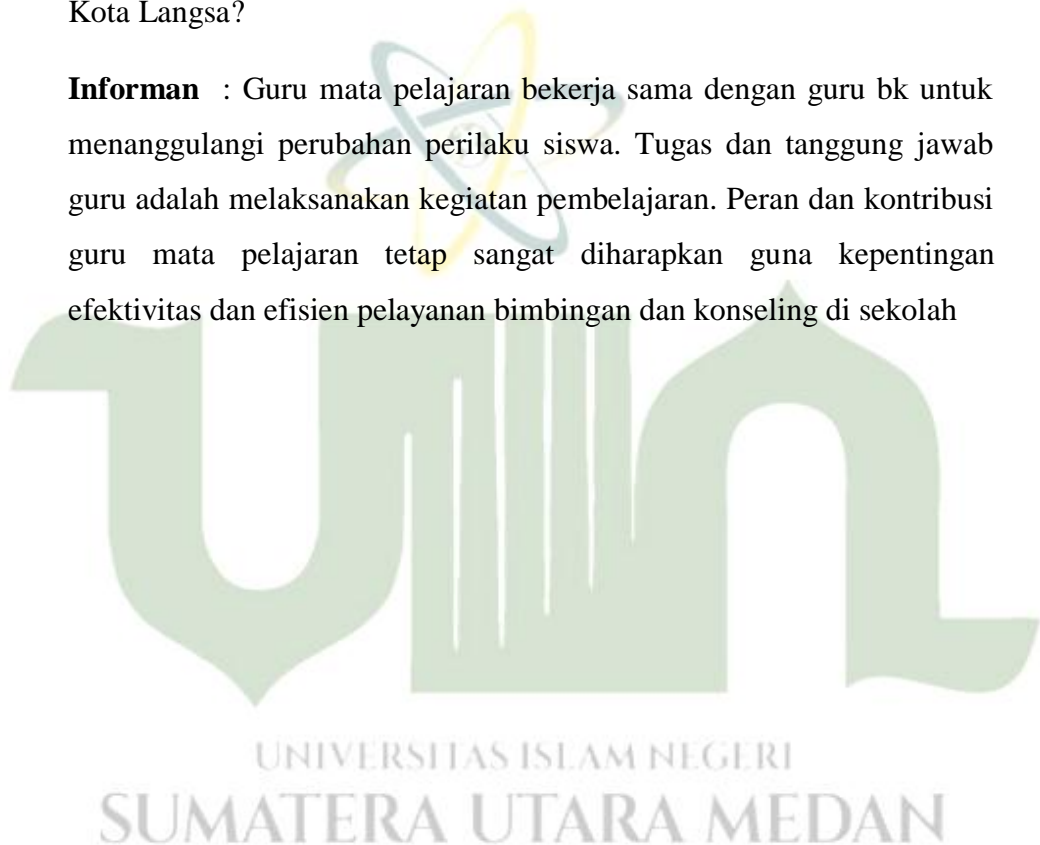 Kota Langsa?
Informan : Guru mata pelajaran bekerja sama dengan guru bk untuk
menanggulangi perubahan perilaku siswa. Tugas dan tanggung jawab
guru adalah melaksanakan kegiatan pembelajaran. Peran dan kontribusi
guru mata pelajaran tetap sangat diharapkan guna kepentingan
efektivitas dan efisien pelayanan bimbingan dan konseling di sekolah
UNIVERSITAS ISLAM NEGERI
SUMATERA UTARA MEDAN